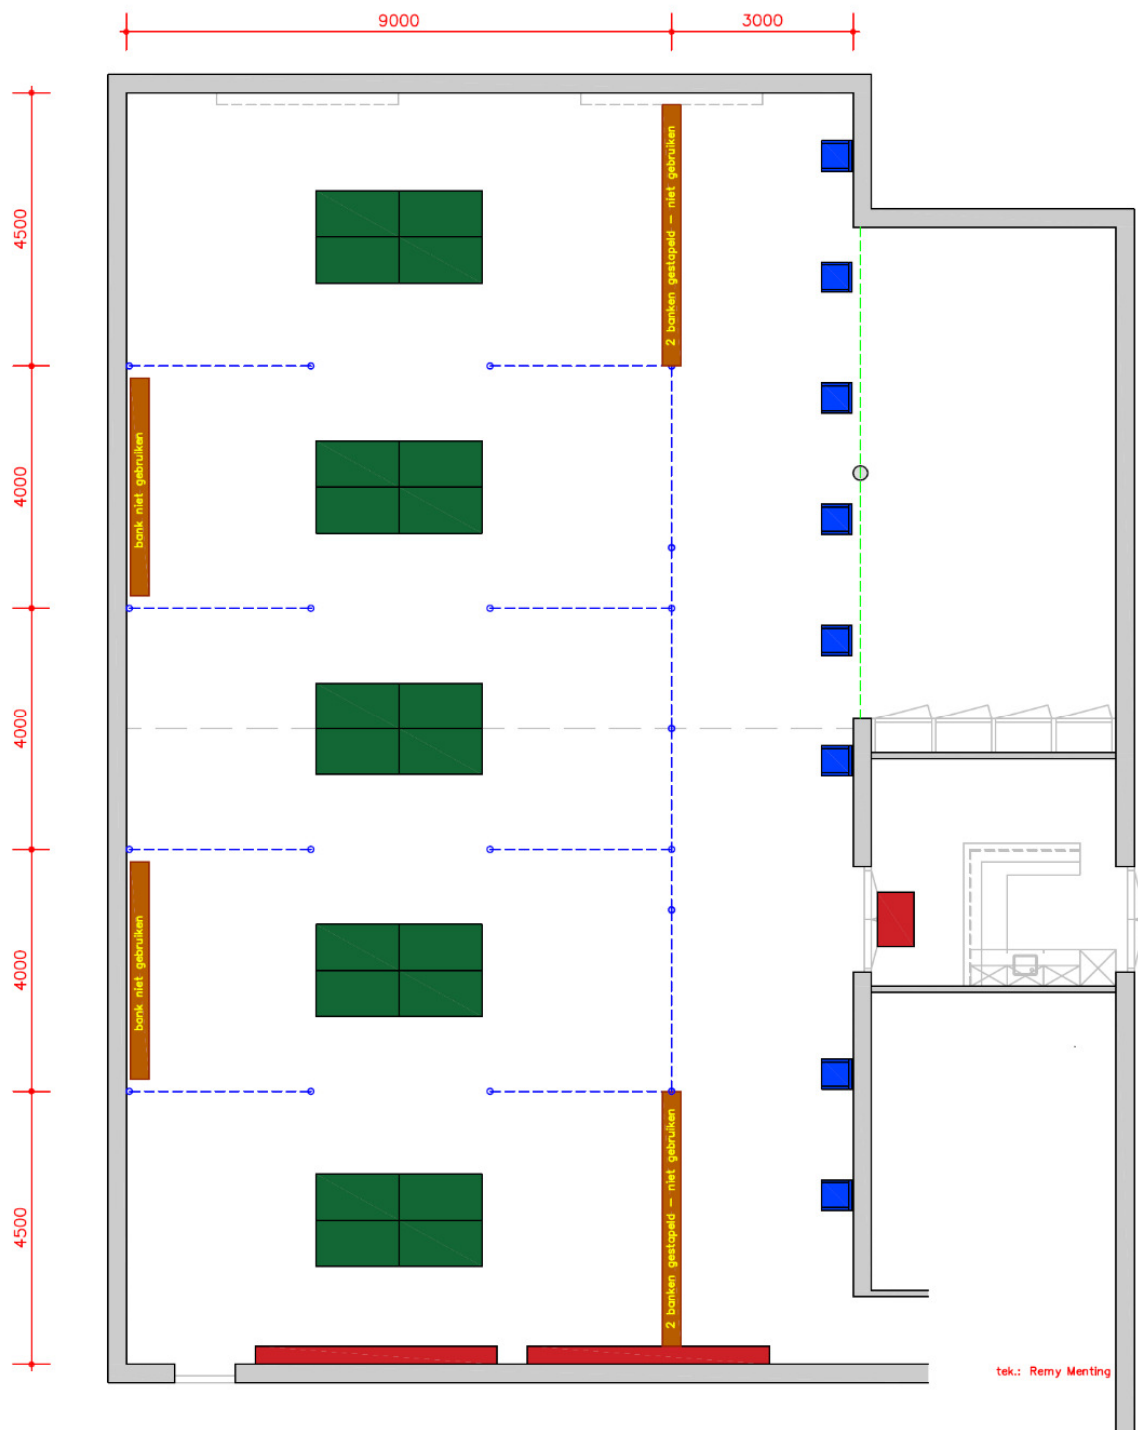 9000
3000
4500
2 banken gestapeld – niet gebruiken
4000
bank niet gebruiken
4000
4000
bank niet gebruiken
4500
2 banken gestapeld – niet gebruiken
tek.: Remy Menting